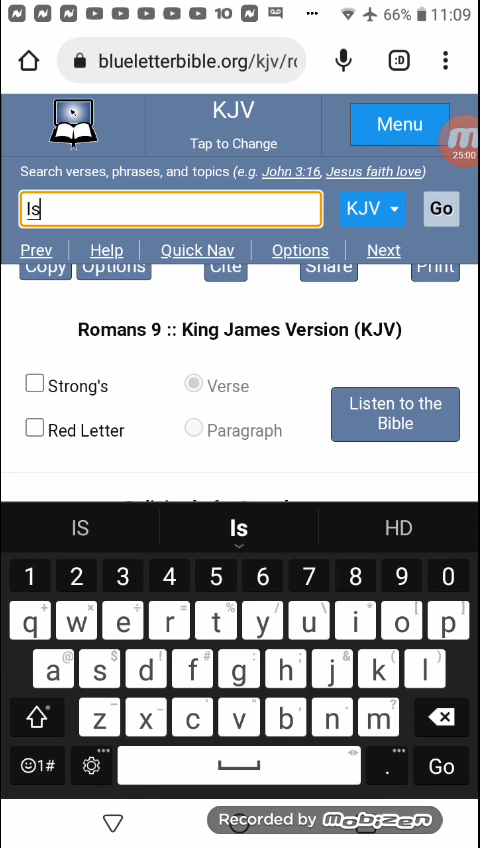 10 ... 66% 11:09
blueletterbible.org/kjv/r :D
KJV
Tap to Change
Menu
25:00
Search verses, phrases, and topics (e.g. John 3:16, Jesus faith love)
Is KJV Go
Prev Help Quick Nav Options Next
Copy Options Cite Share Print
Romans 9 :: King James Version (KJV)
Strong's Verse
Red Letter Paragraph
Listen to the
Bible
IS Is HD
1 2 3 4 5 6 7 8 9 0
q w e r t y u i o p
a s d f g h j k l
z x c v b n m
1# . Go
Recorded by MOBIZEN